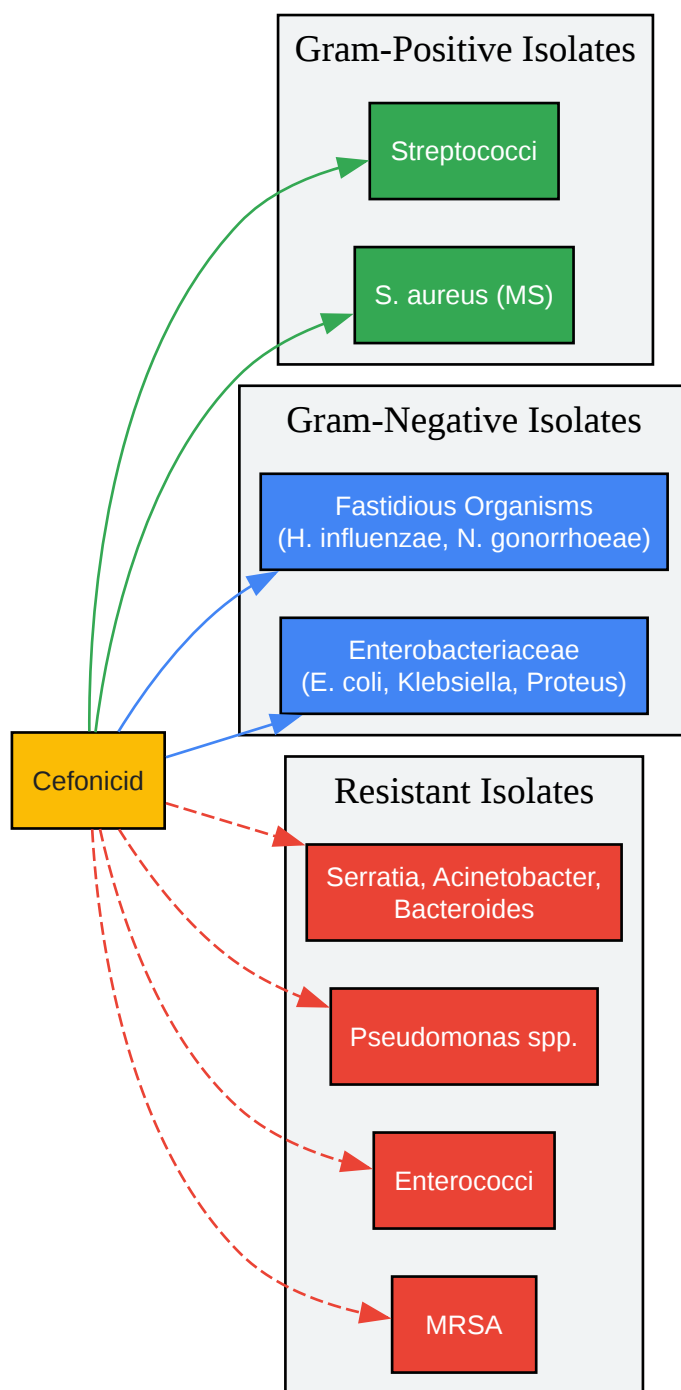 Gram-Positive Isolates
Streptococci
S. aureus (MS)
Gram-Negative Isolates
Fastidious Organisms
(H. influenzae, N. gonorrhoeae)
Enterobacteriaceae
(E. coli, Klebsiella, Proteus)
Cefonicid
Resistant Isolates
Serratia, Acinetobacter,
Bacteroides
Pseudomonas spp.
Enterococci
MRSA